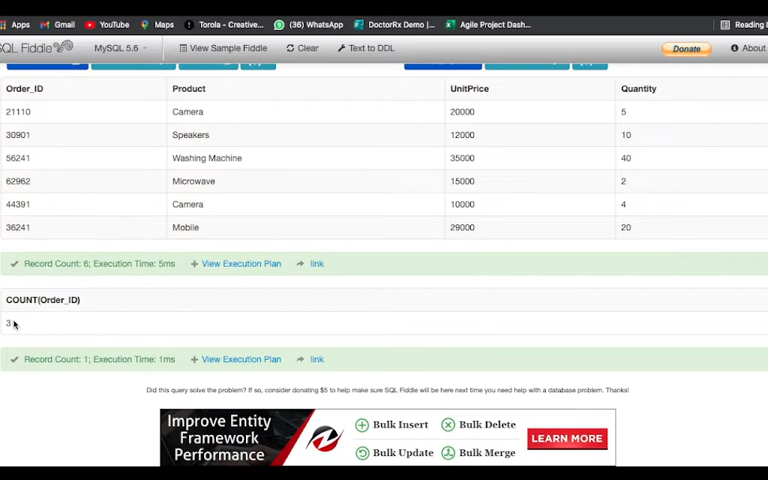 Apps Gmail YouTube Maps Torola - Creative... (36) WhatsApp DoctorRx Demo |... Agile Project Dash... Reading
SQL Fiddle MySQL 5.6 View Sample Fiddle Clear Text to DDL Donate About
Order_ID Product UnitPrice Quantity
21110 Camera 20000 5
30901 Speakers 12000 10
56241 Washing Machine 35000 40
62962 Microwave 15000 2
44391 Camera 10000 4
36241 Mobile 29000 20
Record Count: 6; Execution Time: 5ms View Execution Plan link
COUNT(Order_ID)
3
Record Count: 1; Execution Time: 1ms View Execution Plan link
Did this query solve the problem? If so, consider donating $5 to help make sure SQL Fiddle will be here next time you need help with a database problem. Thanks!
Improve Entity
Framework
Performance
Bulk Insert Bulk Delete
Bulk Update Bulk Merge
LEARN MORE